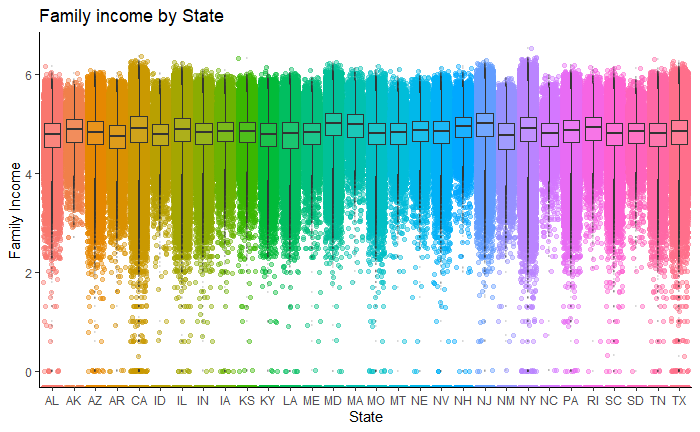 Family income by State
Family Income
6
4
2
0
AL AK AZ AR CA ID IL IN IA KS KY LA ME MD MA MO MT NE NV NH NJ NM NY NC PA RI SC SD TN TX
State